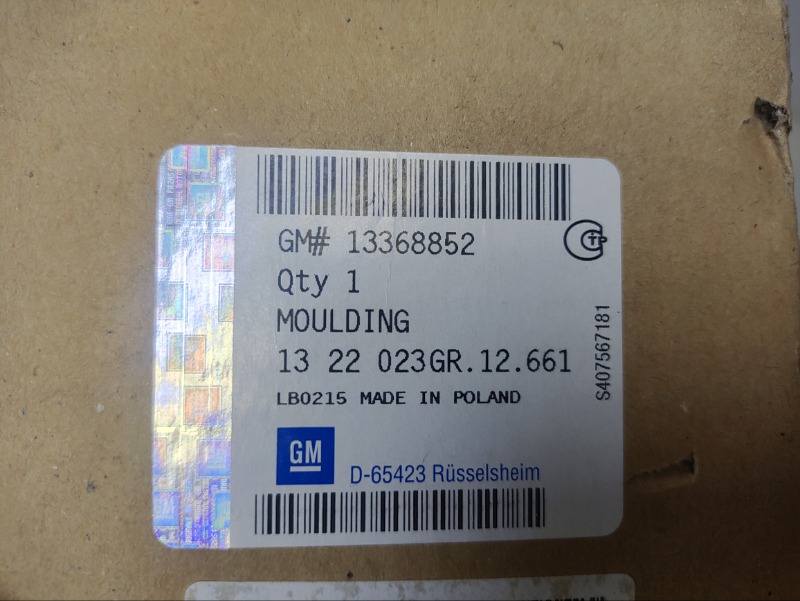 GM# 13368852
Qty 1
MOULDING
13 22 023GR.12.661
LB0215 MADE IN POLAND
GM
D-65423 Rüsselsheim
S407567181